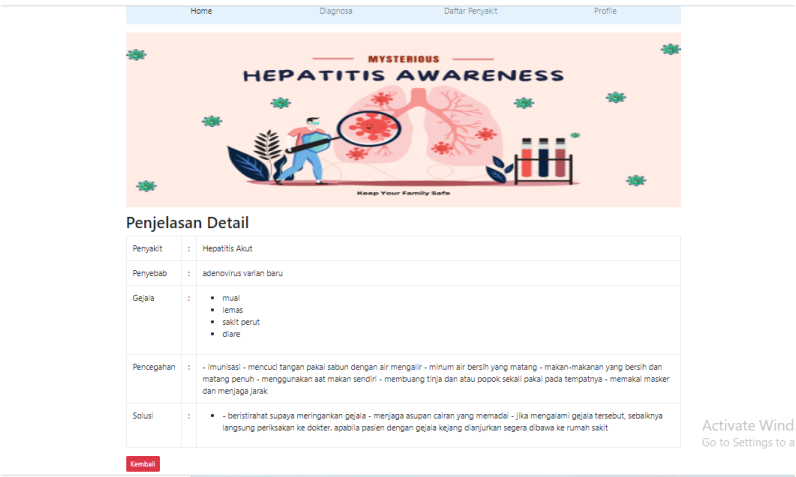 Home Diagnosa Daftar Penyakit Profile
MYSTERIOUS
HEPATITIS AWARENESS
Keep Your Family Safe
Penjelasan Detail
Penyakit : Hepatitis Akut
Penyebab : adenovirus varian baru
Gejala :
• mual
• lemas
• sakit perut
• diare
Pencegahan : - imunisasi - mencuci tangan pakai sabun dengan air mengalir - minum air bersih yang matang - makan-makanan yang bersih dan
matang penuh - menggunakan aat makan sendiri - membuang tinja dan atau popok sekali pakai pada tempatnya - memakai masker
dan menjaga jarak
Solusi : • - beristirahat supaya meringankan gejala - menjaga asupan cairan yang memadai - jika mengalami gejala tersebut, sebaiknya
langsung periksakan ke dokter. apabila pasien dengan gejala kejang dianjurkan segera dibawa ke rumah sakit
Activate Wind
Go to Settings to a
Kembali